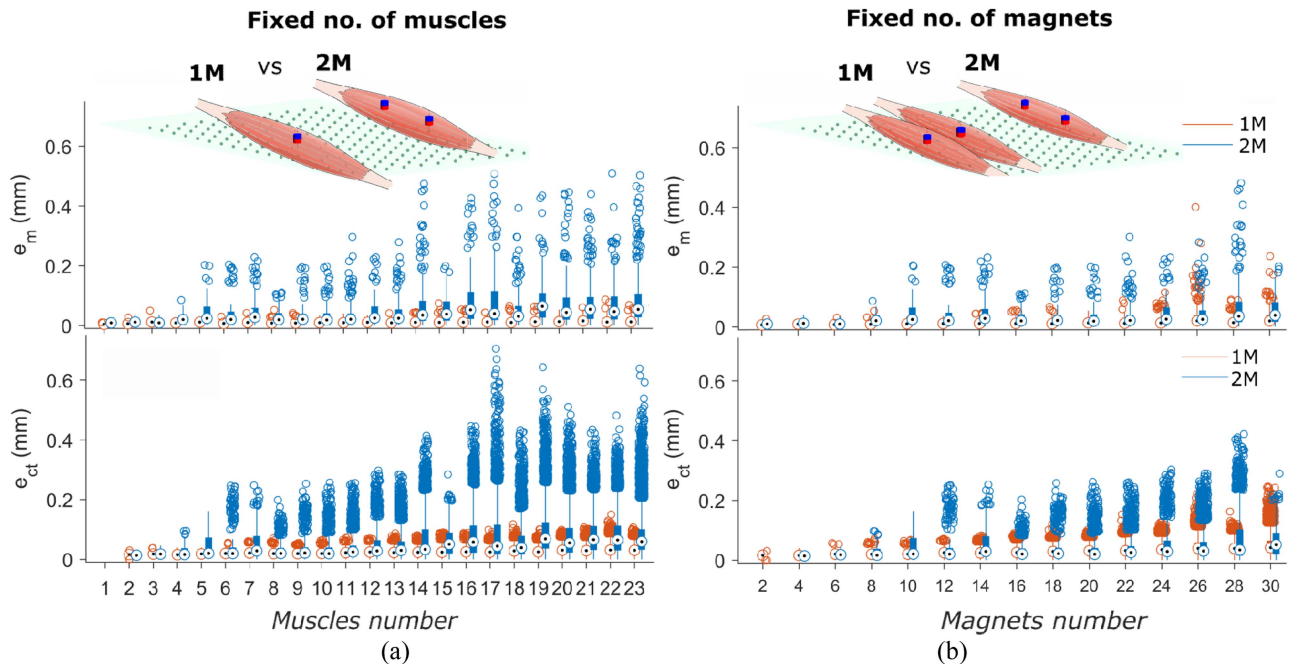 Fixed no. of muscles
Fixed no. of magnets
1M vs 2M
1M vs 2M
1M
2M
e_m (mm)
0.6
0.4
0.2
0
e_m (mm)
0.6
0.4
0.2
0
1M
2M
e_ct (mm)
0.6
0.4
0.2
0
e_ct (mm)
0.6
0.4
0.2
0
1 2 3 4 5 6 7 8 9 10 11 12 13 14 15 16 17 18 19 20 21 22 23
2 4 6 8 10 12 14 16 18 20 22 24 26 28 30
Muscles number
Magnets number
(a)
(b)